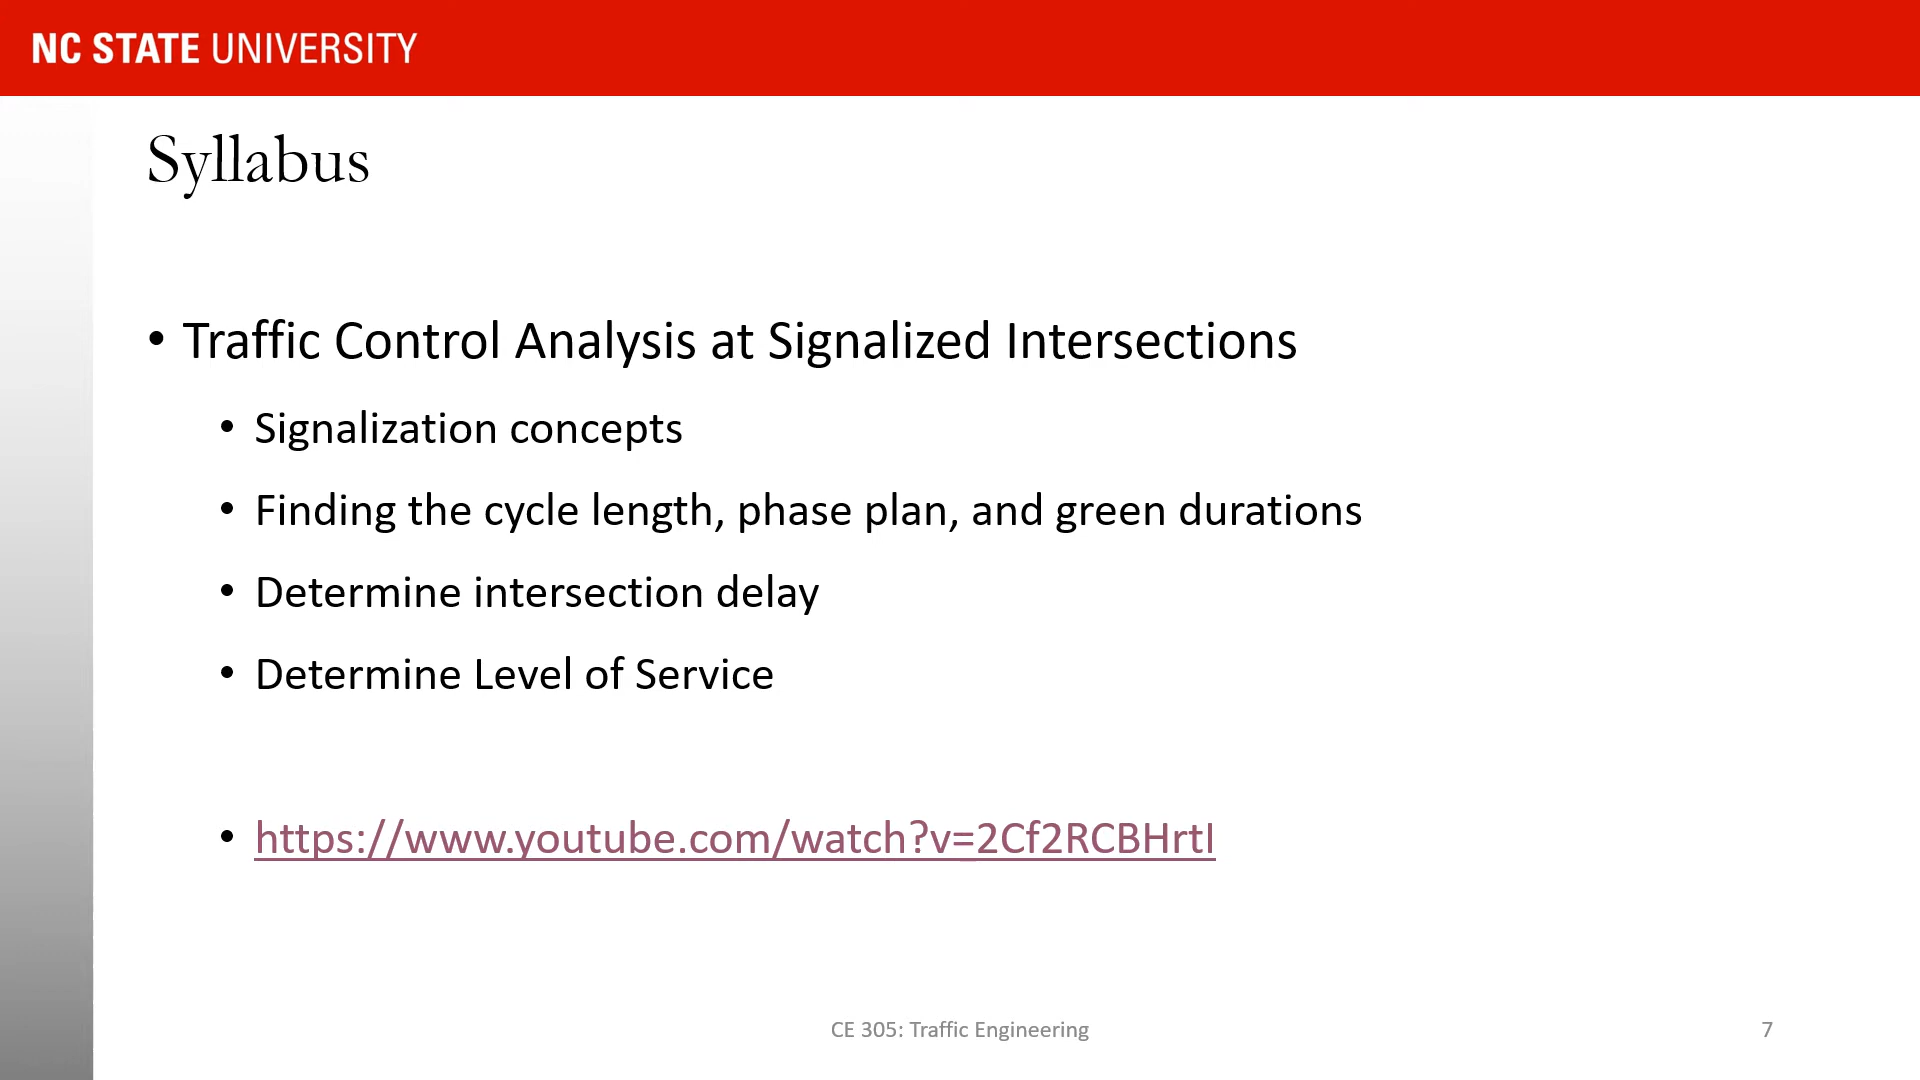 NC STATE UNIVERSITY
Syllabus
• Traffic Control Analysis at Signalized Intersections
• Signalization concepts
• Finding the cycle length, phase plan, and green durations
• Determine intersection delay
• Determine Level of Service
• https://www.youtube.com/watch?v=2Cf2RCBHrtI
CE 305: Traffic Engineering
7